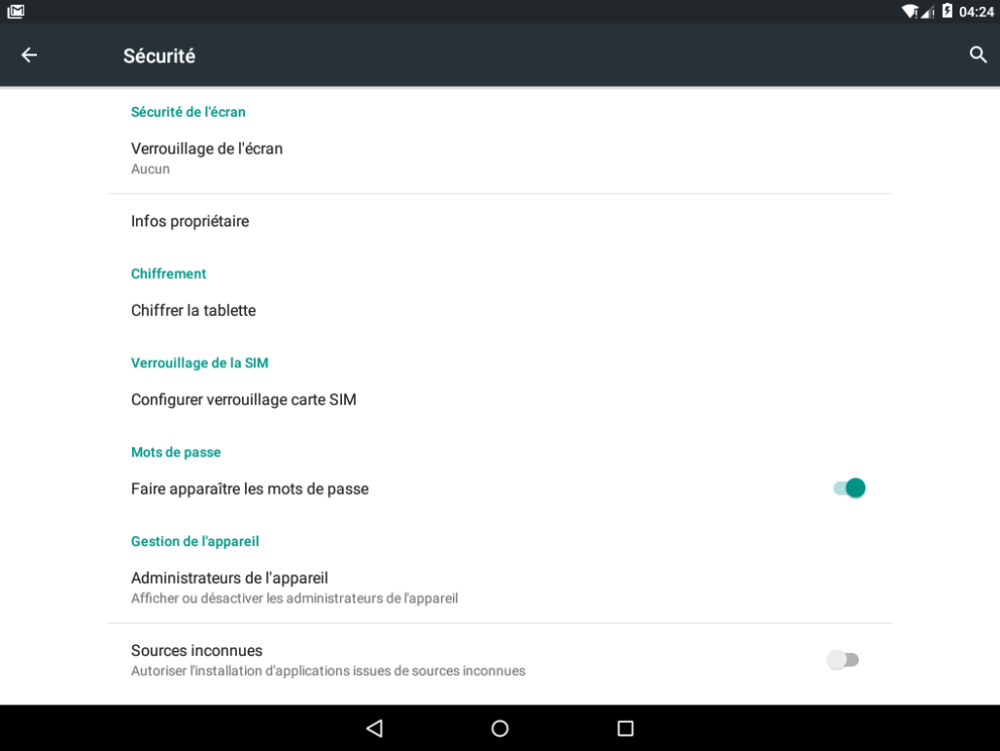 04:24
Sécurité
Sécurité de l'écran
Verrouillage de l'écran
Aucun
Infos propriétaire
Chiffrement
Chiffrer la tablette
Verrouillage de la SIM
Configurer verrouillage carte SIM
Mots de passe
Faire apparaître les mots de passe
Gestion de l'appareil
Administrateurs de l'appareil
Afficher ou désactiver les administrateurs de l'appareil
Sources inconnues
Autoriser l'installation d'applications issues de sources inconnues